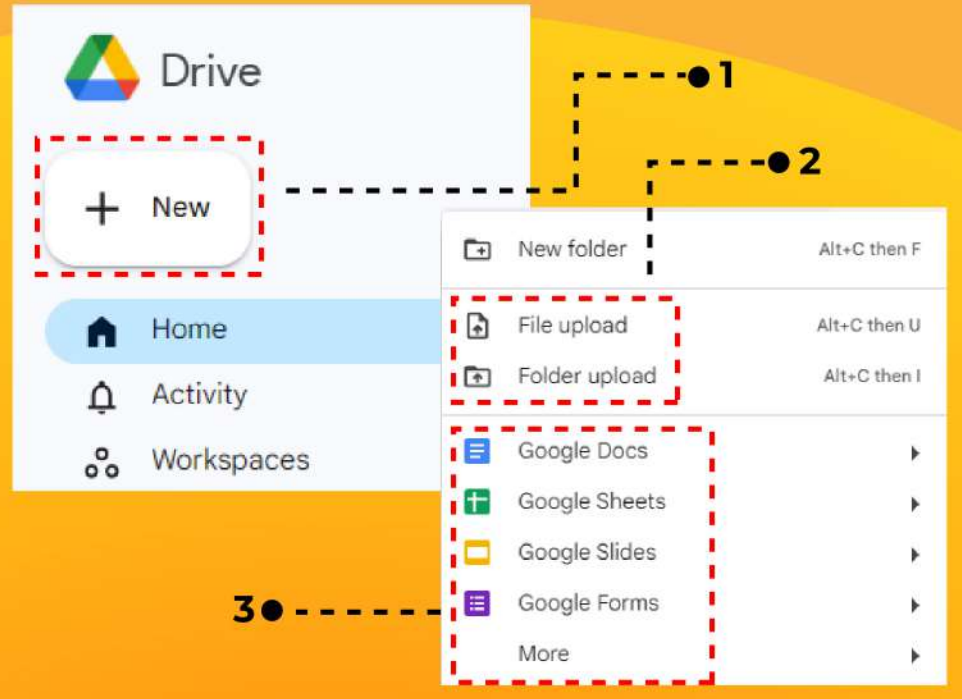 Drive
1
2
New
New folder Alt+C then F
Home
File upload Alt+C then U
Folder upload Alt+C then I
Activity
Workspaces
Google Docs
Google Sheets
Google Slides
3
Google Forms
More